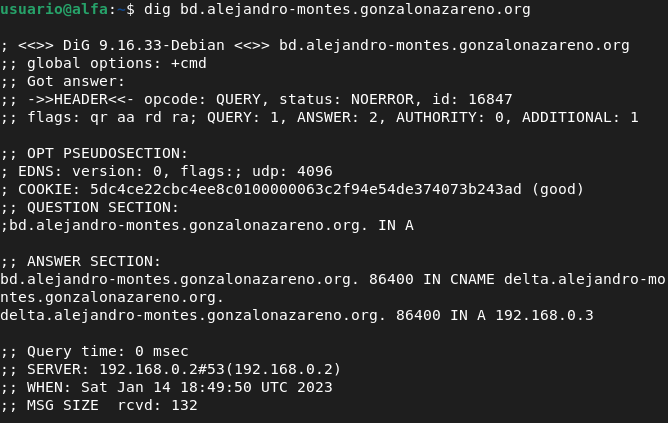 usuario@alfa:~$ dig bd.alejandro-montes.gonzalonazareno.org
; <<>> DiG 9.16.33-Debian <<>> bd.alejandro-montes.gonzalonazareno.org
;; global options: +cmd
;; Got answer:
;; ->>HEADER<<- opcode: QUERY, status: NOERROR, id: 16847
;; flags: qr aa rd ra; QUERY: 1, ANSWER: 2, AUTHORITY: 0, ADDITIONAL: 1
;; OPT PSEUDOSECTION:
; EDNS: version: 0, flags:; udp: 4096
; COOKIE: 5dc4ce22cbc4ee8c0100000063c2f94e54de374073b243ad (good)
;; QUESTION SECTION:
;bd.alejandro-montes.gonzalonazareno.org. IN A
;; ANSWER SECTION:
bd.alejandro-montes.gonzalonazareno.org. 86400 IN CNAME delta.alejandro-mo
ntes.gonzalonazareno.org.
delta.alejandro-montes.gonzalonazareno.org. 86400 IN A 192.168.0.3
;; Query time: 0 msec
;; SERVER: 192.168.0.2#53(192.168.0.2)
;; WHEN: Sat Jan 14 18:49:50 UTC 2023
;; MSG SIZE  rcvd: 132